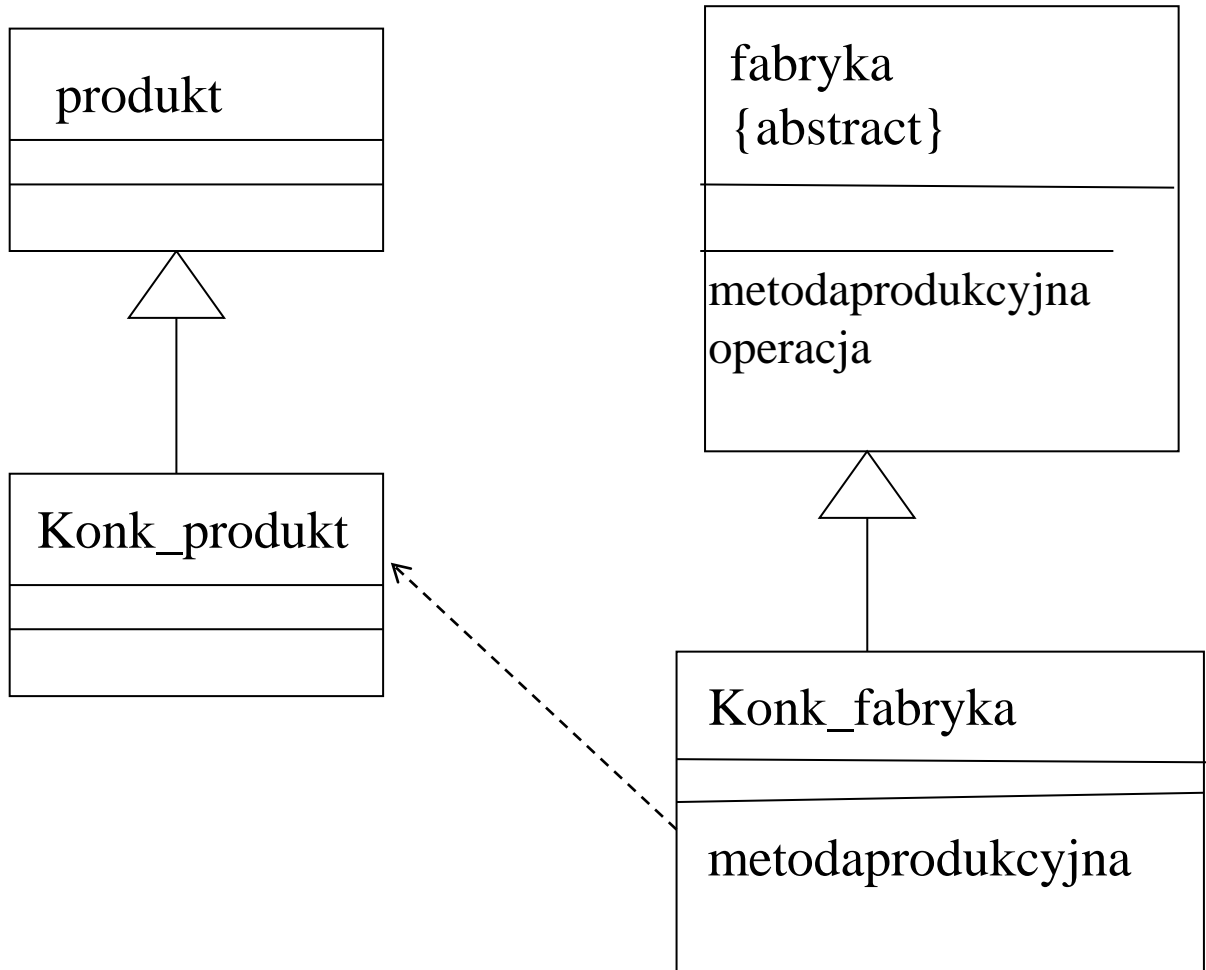 produkt
fabryka
{abstract}
metodaprodukcyjna
operacja
Konk_produkt
Konk_fabryka
metodaprodukcyjna